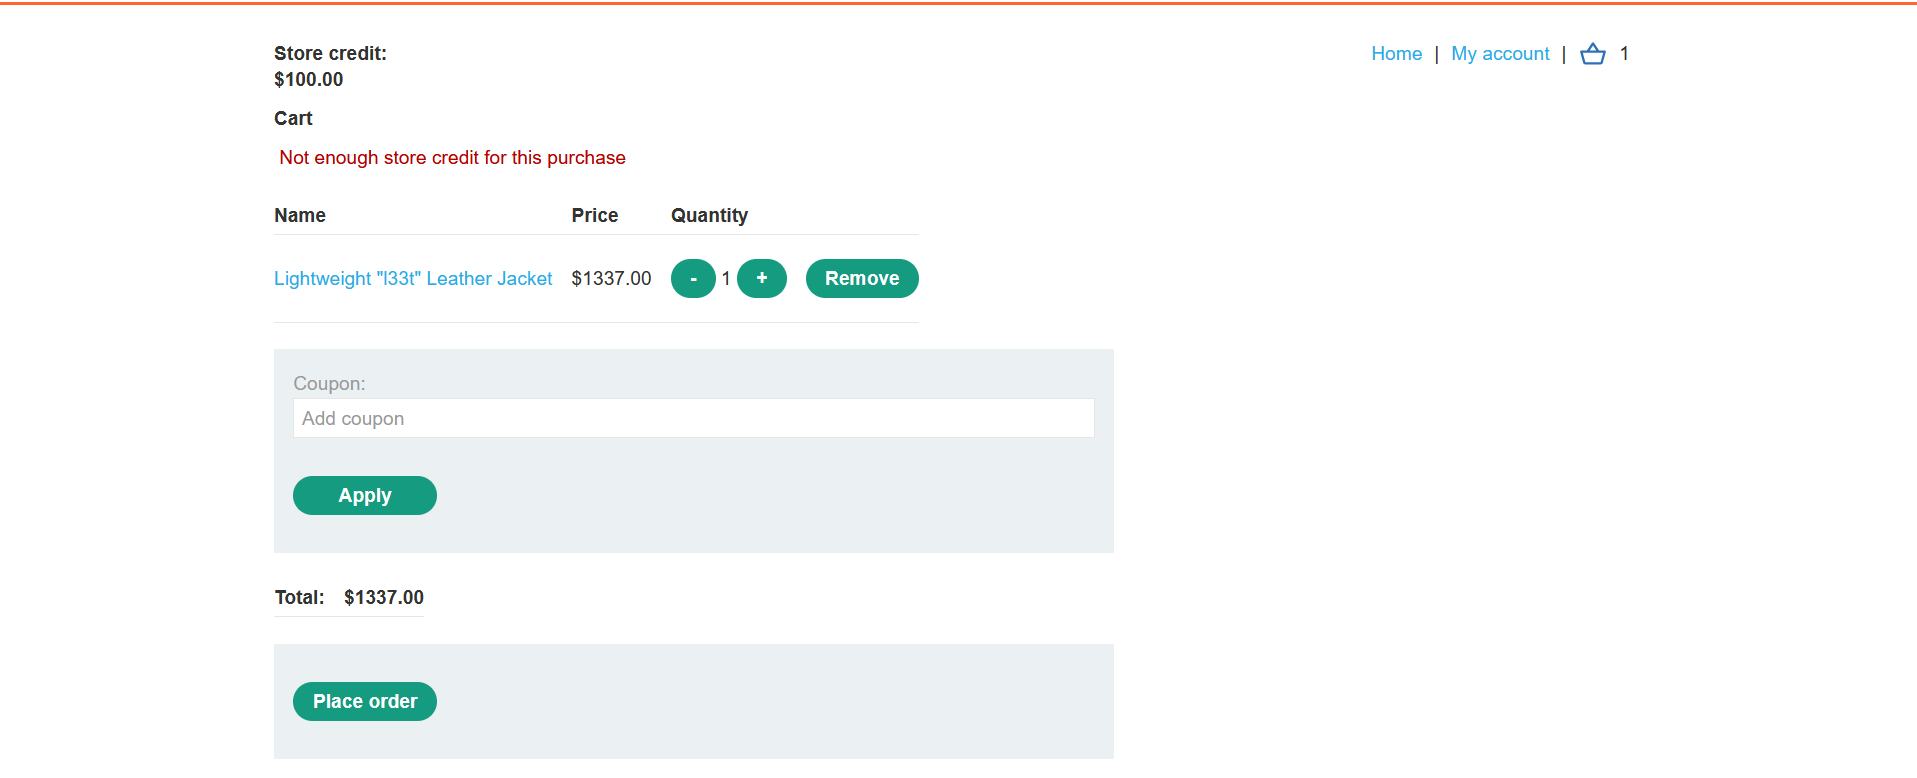 Store credit:
$100.00
Home | My account | 1
Cart
Not enough store credit for this purchase
Name Price Quantity
Lightweight "l33t" Leather Jacket $1337.00 - 1 + Remove
Coupon:
Add coupon
Apply
Total: $1337.00
Place order